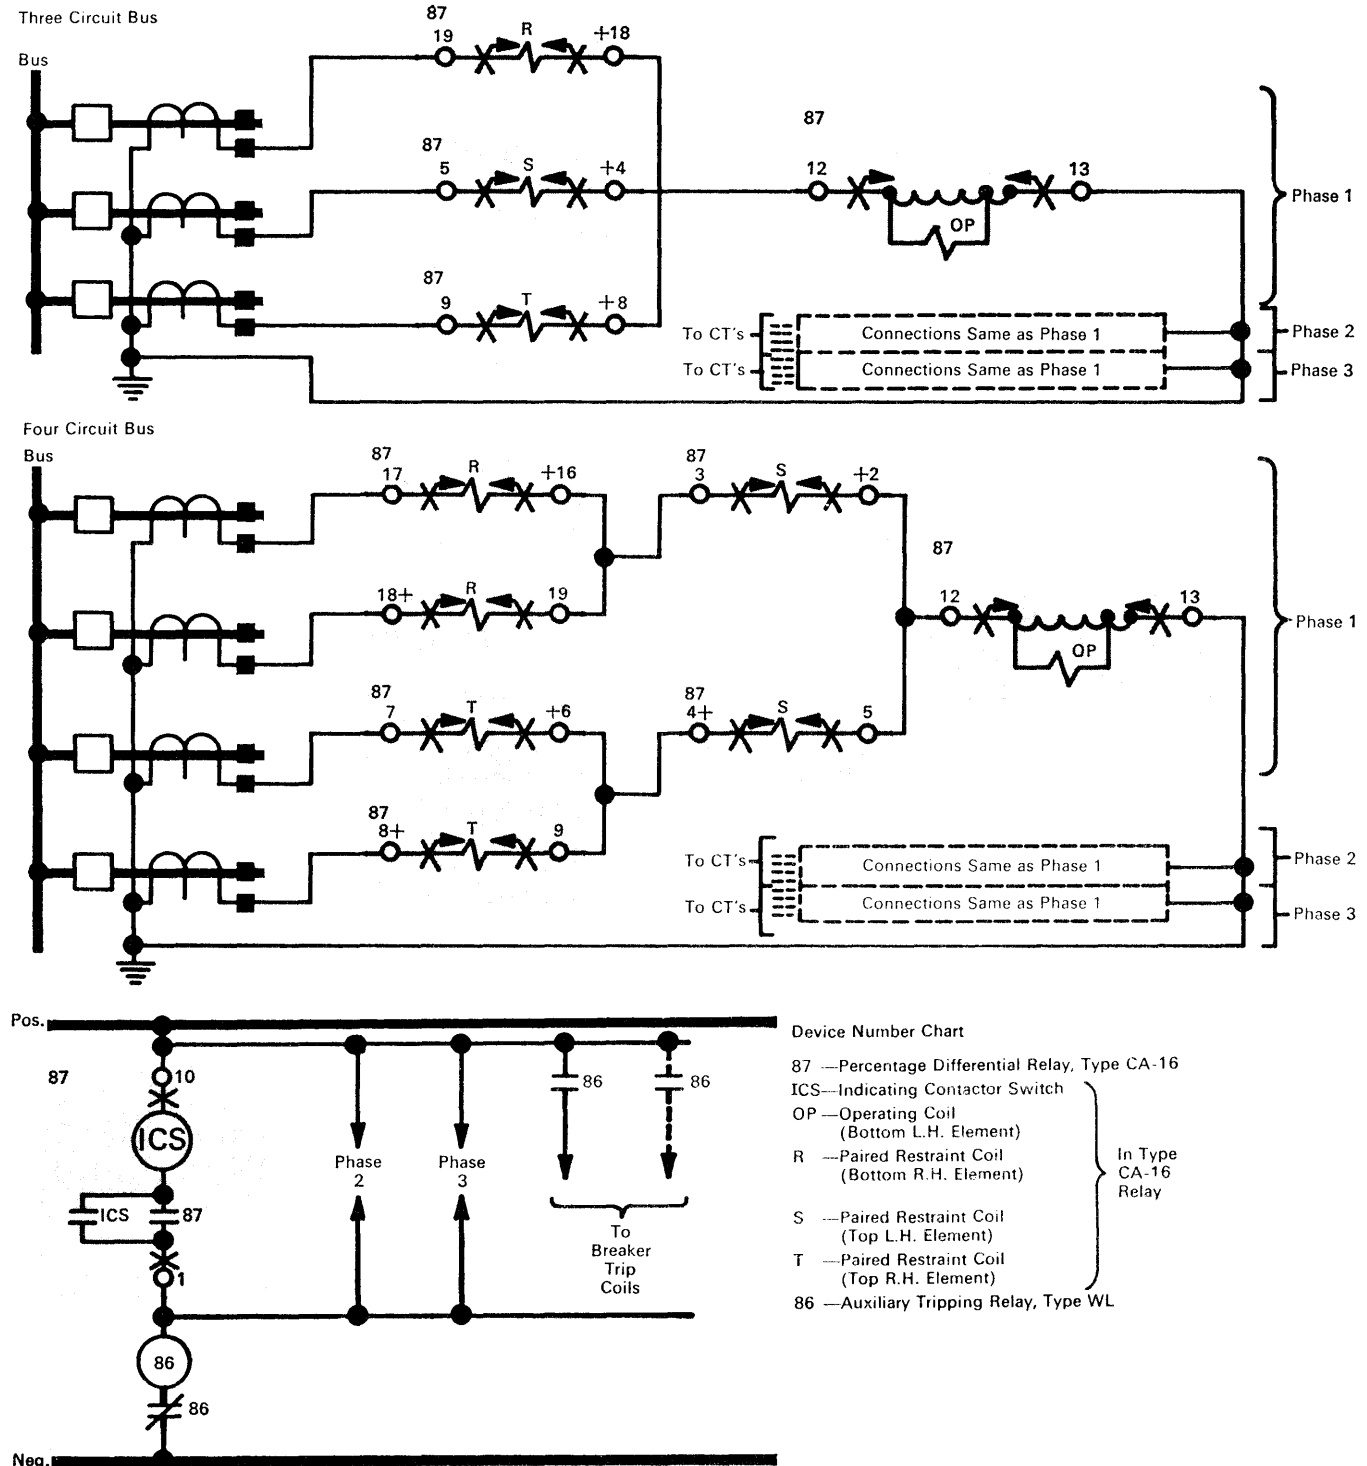 Three Circuit Bus
Bus
87
19 R +18
87
5 S +4
87
9 T +8
87
12 13
OP
Phase 1
To CT's Connections Same as Phase 1 Phase 2
To CT's Connections Same as Phase 1 Phase 3
Four Circuit Bus
Bus
87
17 R +16
87
3 S +2
18+ R 19
87
12 13
OP
Phase 1
87
7 T +6
87
4+ S 5
87
8+ T 9
To CT's Connections Same as Phase 1 Phase 2
To CT's Connections Same as Phase 1 Phase 3
Pos.
87 10
ICS
ICS 87
1
86
86
Neg.
Phase
2
Phase
3
86 86
To
Breaker
Trip
Coils
Device Number Chart
87 —Percentage Differential Relay, Type CA-16
ICS—Indicating Contactor Switch
OP —Operating Coil
(Bottom L.H. Element)
R —Paired Restraint Coil
(Bottom R.H. Element)
S —Paired Restraint Coil
(Top L.H. Element)
T —Paired Restraint Coil
(Top R.H. Element)
86 —Auxiliary Tripping Relay, Type WL
In Type
CA-16
Relay